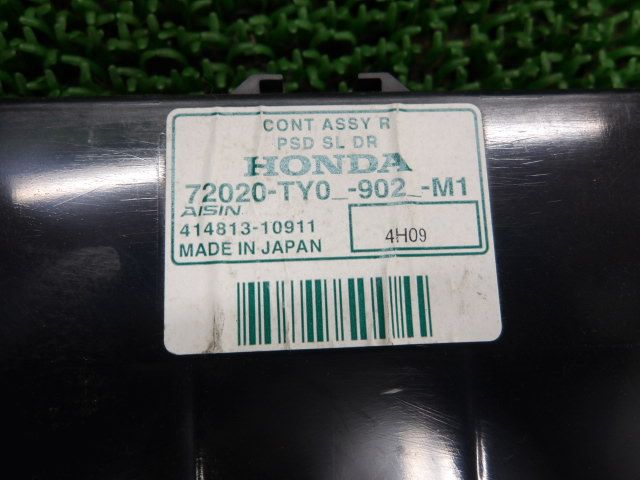 CONT ASSY R
PSD SL DR
HONDA
72020-TY0_-902_-M1
AISIN
414813-10911
4H09
MADE IN JAPAN